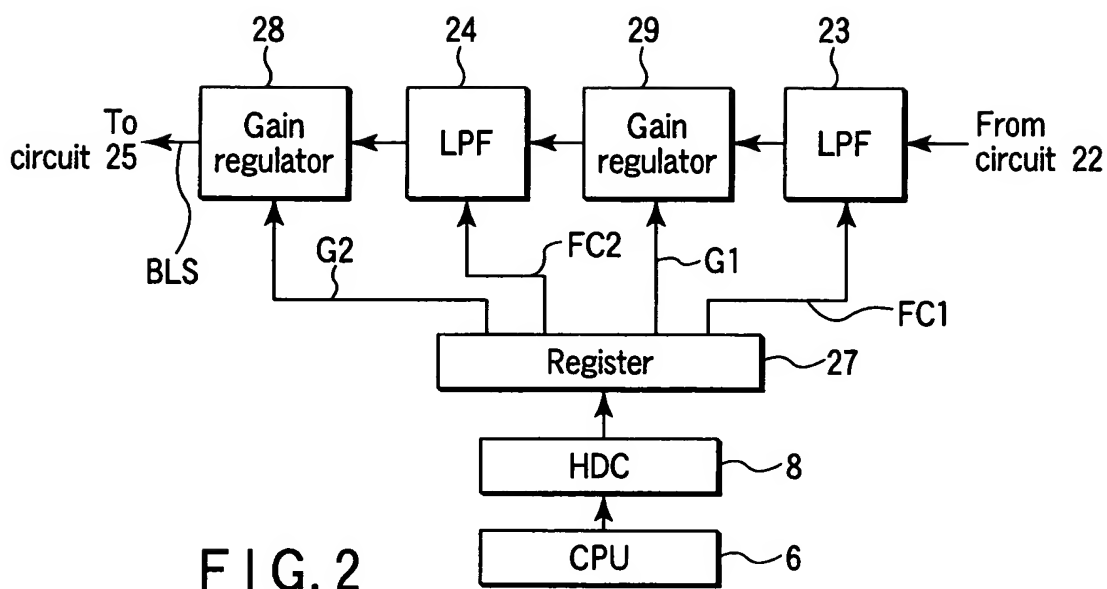 28
24
29
23
To
circuit 25
Gain
regulator
LPF
Gain
regulator
LPF
From
circuit 22
BLS
G2
FC2
G1
FC1
Register
27
HDC
8
CPU
6
FIG. 2